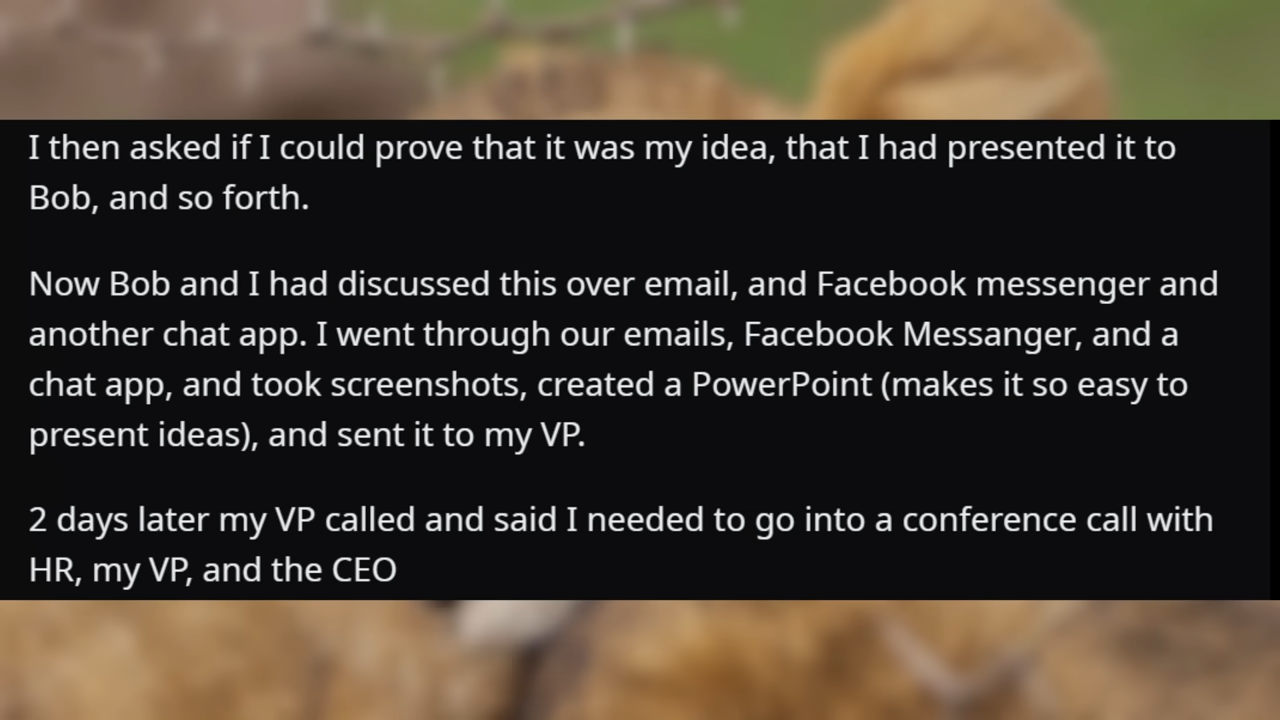 I then asked if I could prove that it was my idea, that I had presented it to
Bob, and so forth.
Now Bob and I had discussed this over email, and Facebook messenger and
another chat app. I went through our emails, Facebook Messanger, and a
chat app, and took screenshots, created a PowerPoint (makes it so easy to
present ideas), and sent it to my VP.
2 days later my VP called and said I needed to go into a conference call with
HR, my VP, and the CEO